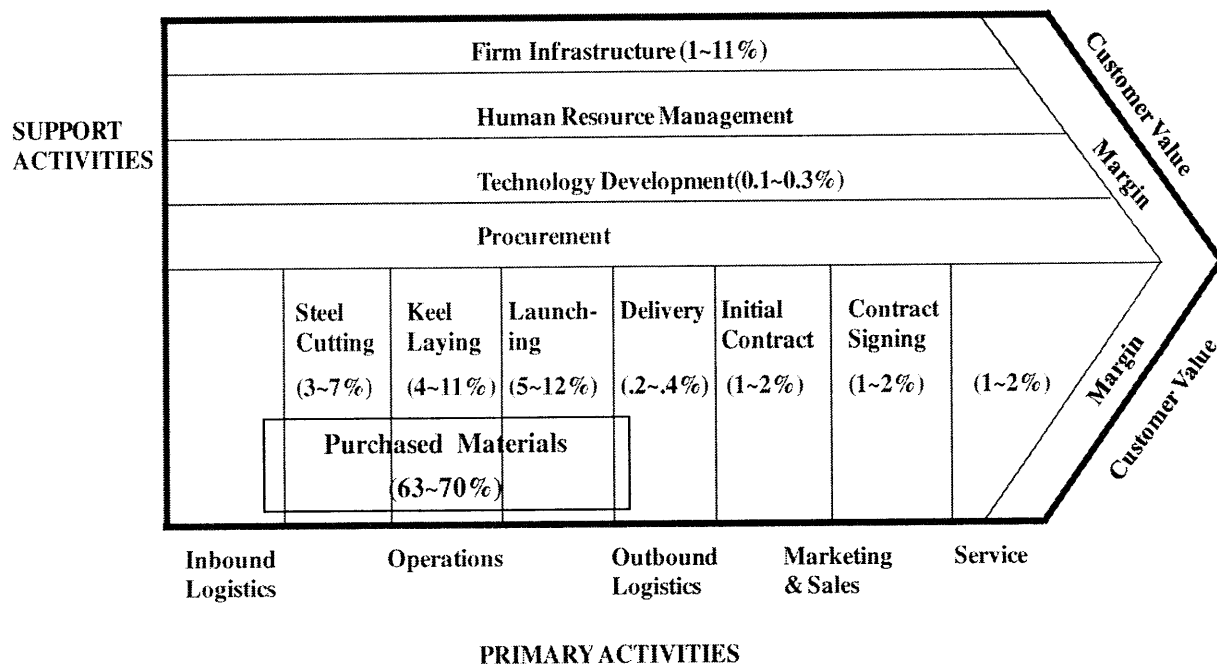 Firm Infrastructure (1~11%)
Human Resource Management
SUPPORT
ACTIVITIES
Technology Development(0.1~0.3%)
Procurement
Customer Value
Margin
Steel
Cutting
(3~7%)
Keel
Laying
(4~11%)
Launch-
ing
(5~12%)
Delivery
(.2~.4%)
Initial
Contract
(1~2%)
Contract
Signing
(1~2%)
(1~2%)
Margin
Customer Value
Purchased Materials
(63~70%)
Inbound
Logistics
Operations
Outbound
Logistics
Marketing
& Sales
Service
PRIMARY ACTIVITIES